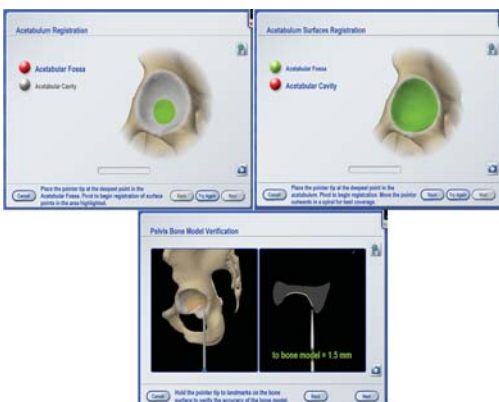 Acetabulum Registration
Acetabular Fossa
Acetabular Cavity
Place the pointer tip at the deepest point in the
Acetabular Fossa. Pivot to begin registration of surface
points in the area highlighted.
Cancel
Back
Try Again
Next
Acetabulum Surfaces Registration
Acetabular Fossa
Acetabular Cavity
Place the pointer tip at the deepest point in the
acetabulum. Pivot to begin registration. Move the pointer
outwards in a spiral for best coverage.
Cancel
Back
Try Again
Next
Pelvis Bone Model Verification
to bone model = 1.5 mm
Hold the pointer tip to landmarks on the bone
surface to verify the accuracy of the bone model.
Cancel
Back
Next